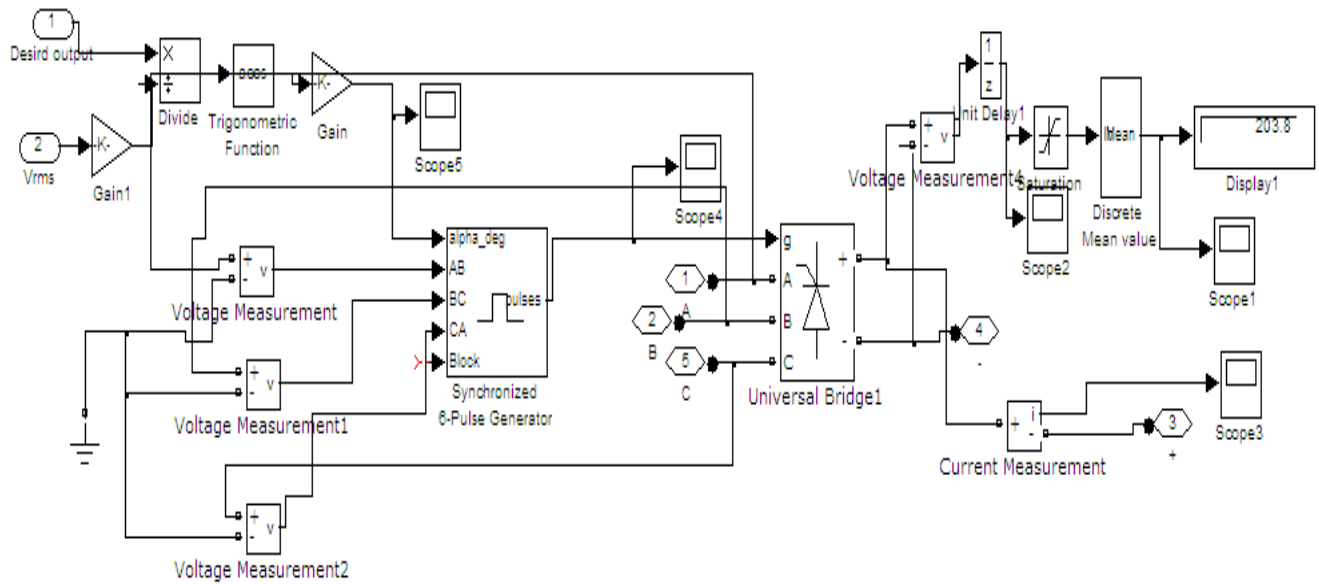 1
Desird output
X
÷
Divide
acos
Trigonometric
Function
-K-
Gain
Scope5
2
Vrms
-K-
Gain1
Scope4
1
z
Unit Delay1
+
-
v
Voltage Measurement4
Saturation
Mean
Discrete
Mean value
203.8
Display1
Scope2
Scope1
+
-
v
Voltage Measurement
alpha_deg
AB
BC
CA
Block
pulses
Synchronized
6-Pulse Generator
+
-
v
Voltage Measurement1
+
-
v
Voltage Measurement2
1
A
2
B
5
C
g
A
B
C
+
-
Universal Bridge1
4
-
+
i
-
Current Measurement
3
+
Scope3